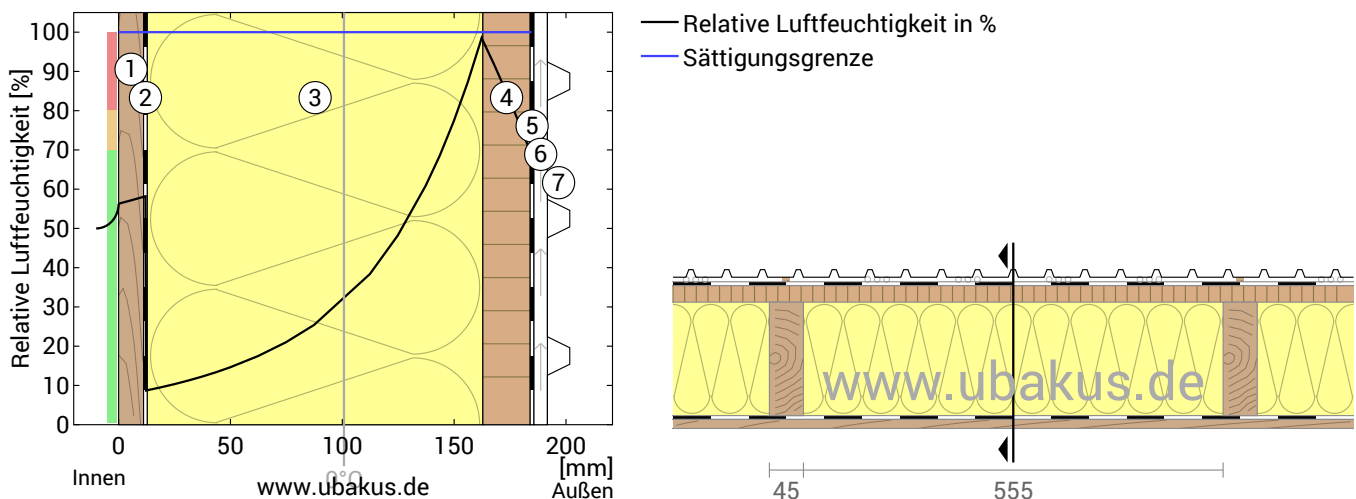 Relative Luftfeuchtigkeit [%]
100
90
80
70
60
50
40
30
20
10
0
1
2
3
4
5
6
7
0
50
100
150
200
[mm]
Innen
0°C
www.ubakus.de
Außen
Relative Luftfeuchtigkeit in %
Sättigungsgrenze
www.ubakus.de
45
555